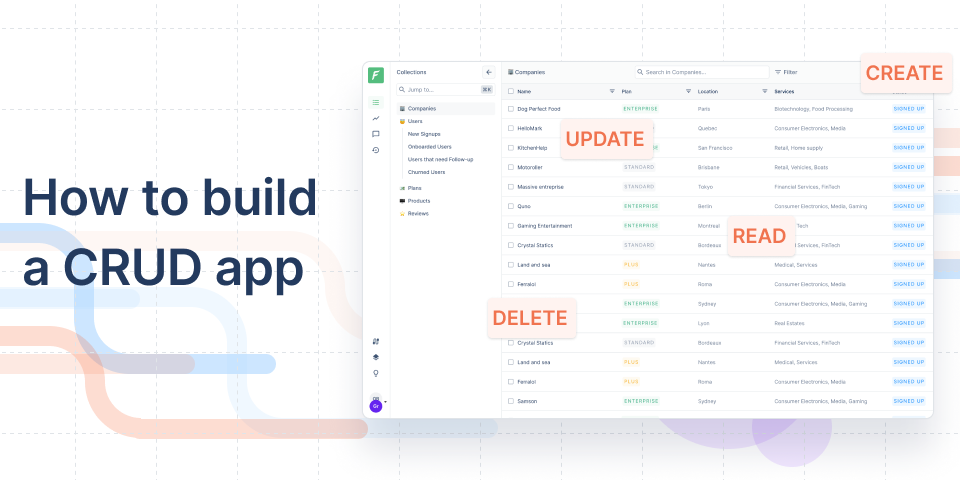 How to build
a CRUD app
Collections
Jump to...
⌘K
Companies
Users
New Signups
Onboarded Users
Users that need Follow-up
Churned Users
Plans
Products
Reviews
Gr
Companies
Search in Companies...
Filter
CREATE
Name Plan Location Services
Dog Perfect Food ENTERPRISE Paris Biotechnology, Food Processing SIGNED UP
HelloMark Quebec Consumer Electronics, Media SIGNED UP
UPDATE
KitchenHelp San Francisco Retail, Home supply SIGNED UP
Motoroller STANDARD Brisbane Retail, Vehicles, Boats SIGNED UP
Massive entreprise STANDARD Tokyo Financial Services, FinTech SIGNED UP
Quno ENTERPRISE Berlin Consumer Electronics, Media, Gaming SIGNED UP
Gaming Entertainment ENTERPRISE Montreal Tech SIGNED UP
READ
Crystal Statics STANDARD Bordeaux Services, FinTech SIGNED UP
Land and sea PLUS Nantes Medical, Services SIGNED UP
Ferraloi PLUS Roma Consumer Electronics, Media SIGNED UP
ENTERPRISE Sydney Consumer Electronics, Media, Gaming SIGNED UP
DELETE
ENTERPRISE Lyon Real Estates SIGNED UP
Crystal Statics STANDARD Bordeaux Financial Services, FinTech SIGNED UP
Land and sea PLUS Nantes Medical, Services SIGNED UP
Ferraloi PLUS Roma Consumer Electronics, Media SIGNED UP
Samson ENTERPRISE Sydney Consumer Electronics, Media, Gaming SIGNED UP